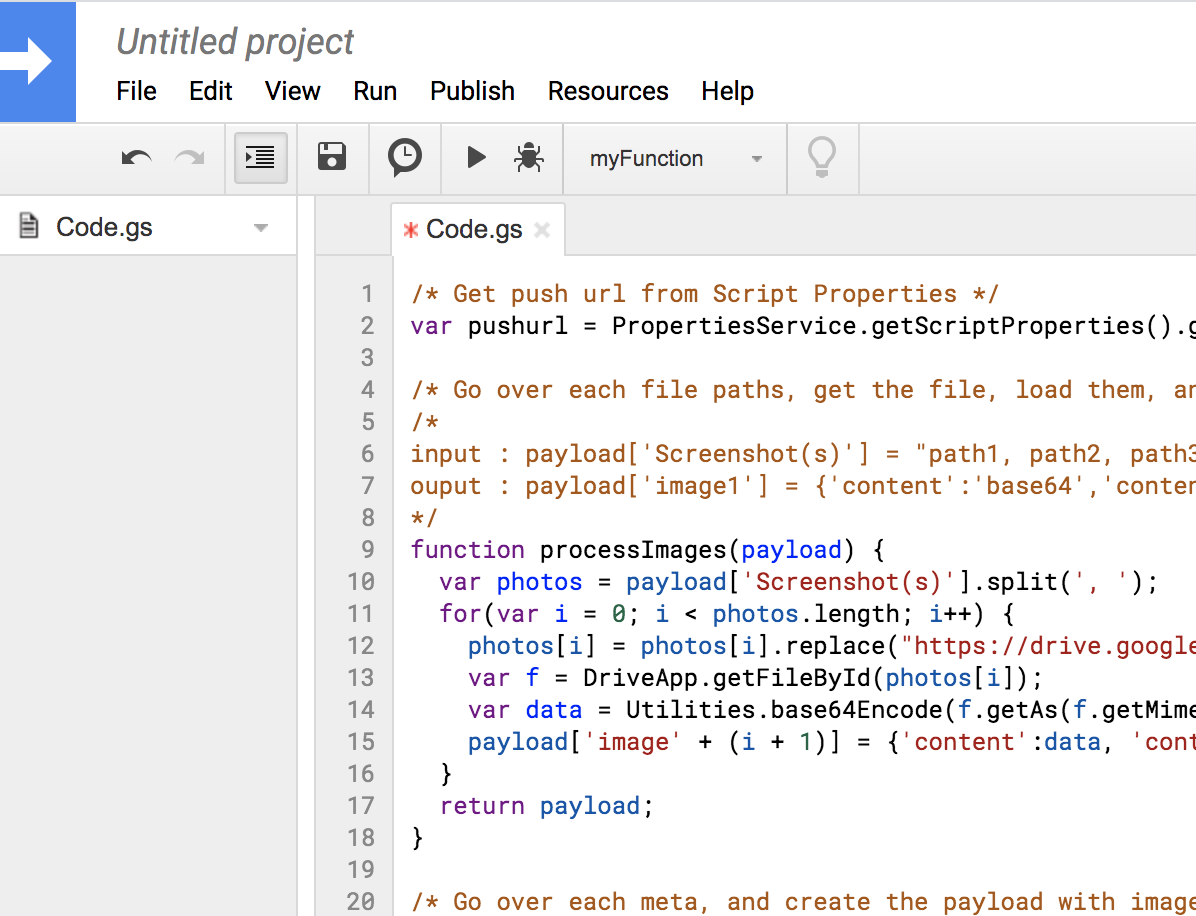 Untitled project
File Edit View Run Publish Resources Help
myFunction
Code.gs
* Code.gs
1 /* Get push url from Script Properties */
2 var pushurl = PropertiesService.getScriptProperties().g
3
4 /* Go over each file paths, get the file, load them, an
5 /*
6 input : payload['Screenshot(s)'] = "path1, path2, path3
7 ouput : payload['image1'] = {'content':'base64','conten
8 */
9 function processImages(payload) {
10 var photos = payload['Screenshot(s)'].split(', ');
11 for(var i = 0; i < photos.length; i++) {
12 photos[i] = photos[i].replace("https://drive.google
13 var f = DriveApp.getFileById(photos[i]);
14 var data = Utilities.base64Encode(f.getAs(f.getMime
15 payload['image' + (i + 1)] = {'content':data, 'cont
16 }
17 return payload;
18 }
19
20 /* Go over each meta, and create the payload with image